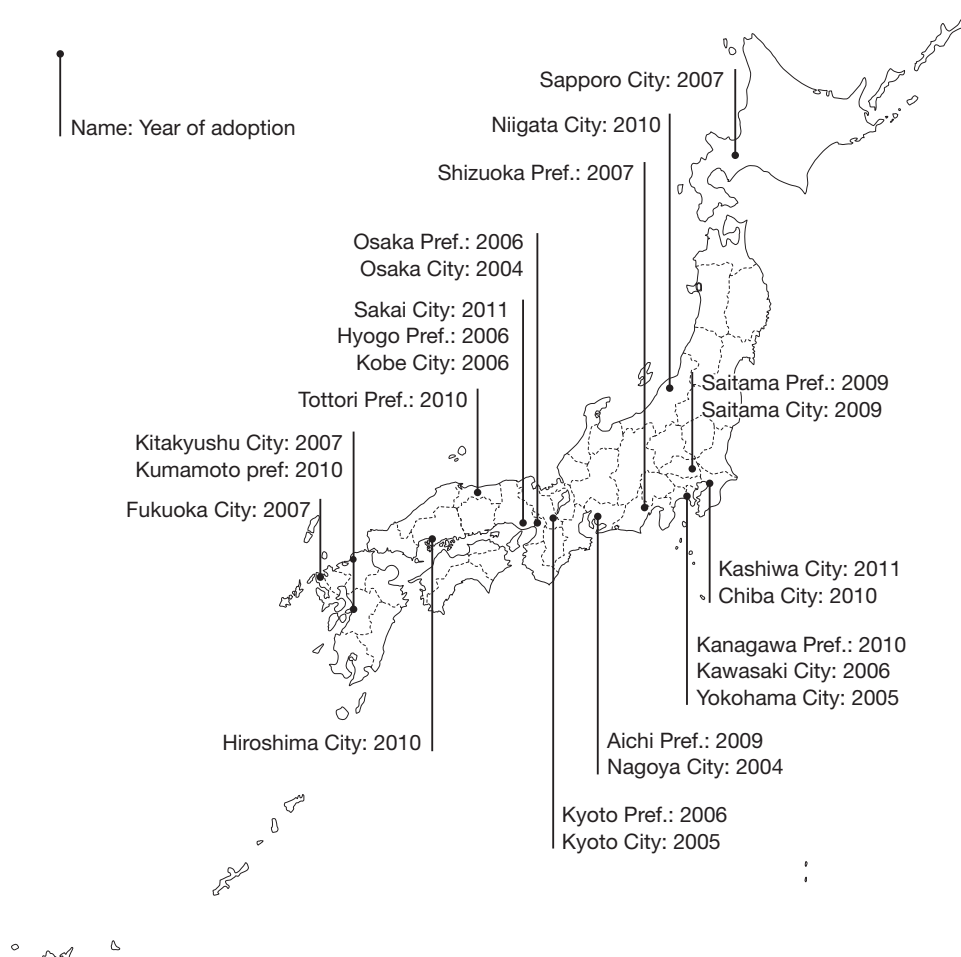 Name: Year of adoption
Sapporo City: 2007
Niigata City: 2010
Shizuoka Pref.: 2007
Osaka Pref.: 2006
Osaka City: 2004
Sakai City: 2011
Hyogo Pref.: 2006
Kobe City: 2006
Tottori Pref.: 2010
Kitakyushu City: 2007
Kumamoto pref: 2010
Fukuoka City: 2007
Saitama Pref.: 2009
Saitama City: 2009
Kashiwa City: 2011
Chiba City: 2010
Kanagawa Pref.: 2010
Kawasaki City: 2006
Yokohama City: 2005
Hiroshima City: 2010
Aichi Pref.: 2009
Nagoya City: 2004
Kyoto Pref.: 2006
Kyoto City: 2005